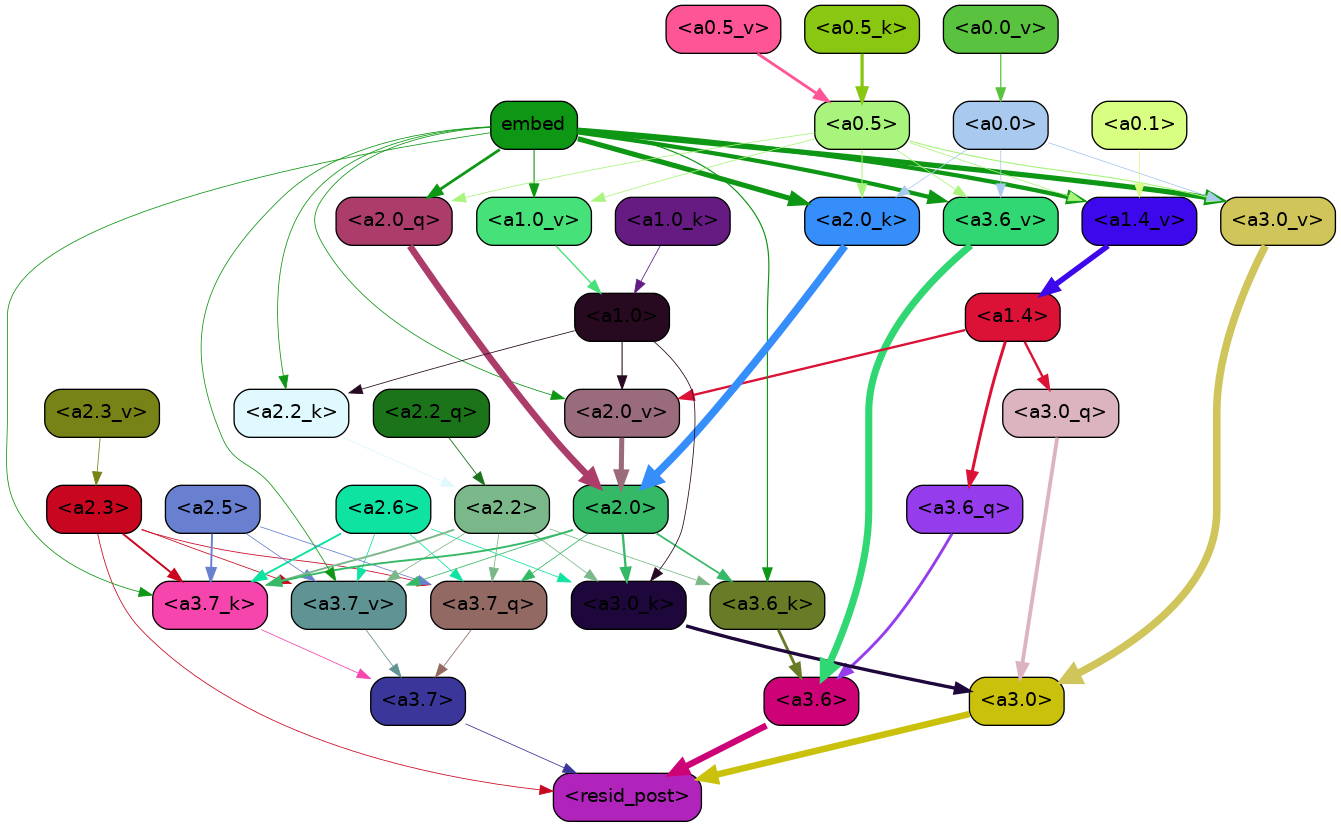 <a0.5_v> <a0.5_k> <a0.0_v>
embed <a0.5> <a0.0> <a0.1>
<a2.0_q> <a1.0_v> <a1.0_k> <a2.0_k> <a3.6_v> <a1.4_v> <a3.0_v>
<a1.0> <a1.4>
<a2.3_v> <a2.2_k> <a2.2_q> <a2.0_v> <a3.0_q>
<a2.3> <a2.5> <a2.6> <a2.2> <a2.0> <a3.6_q>
<a3.7_k> <a3.7_v> <a3.7_q> <a3.0_k> <a3.6_k>
<a3.7> <a3.6> <a3.0>
<resid_post>